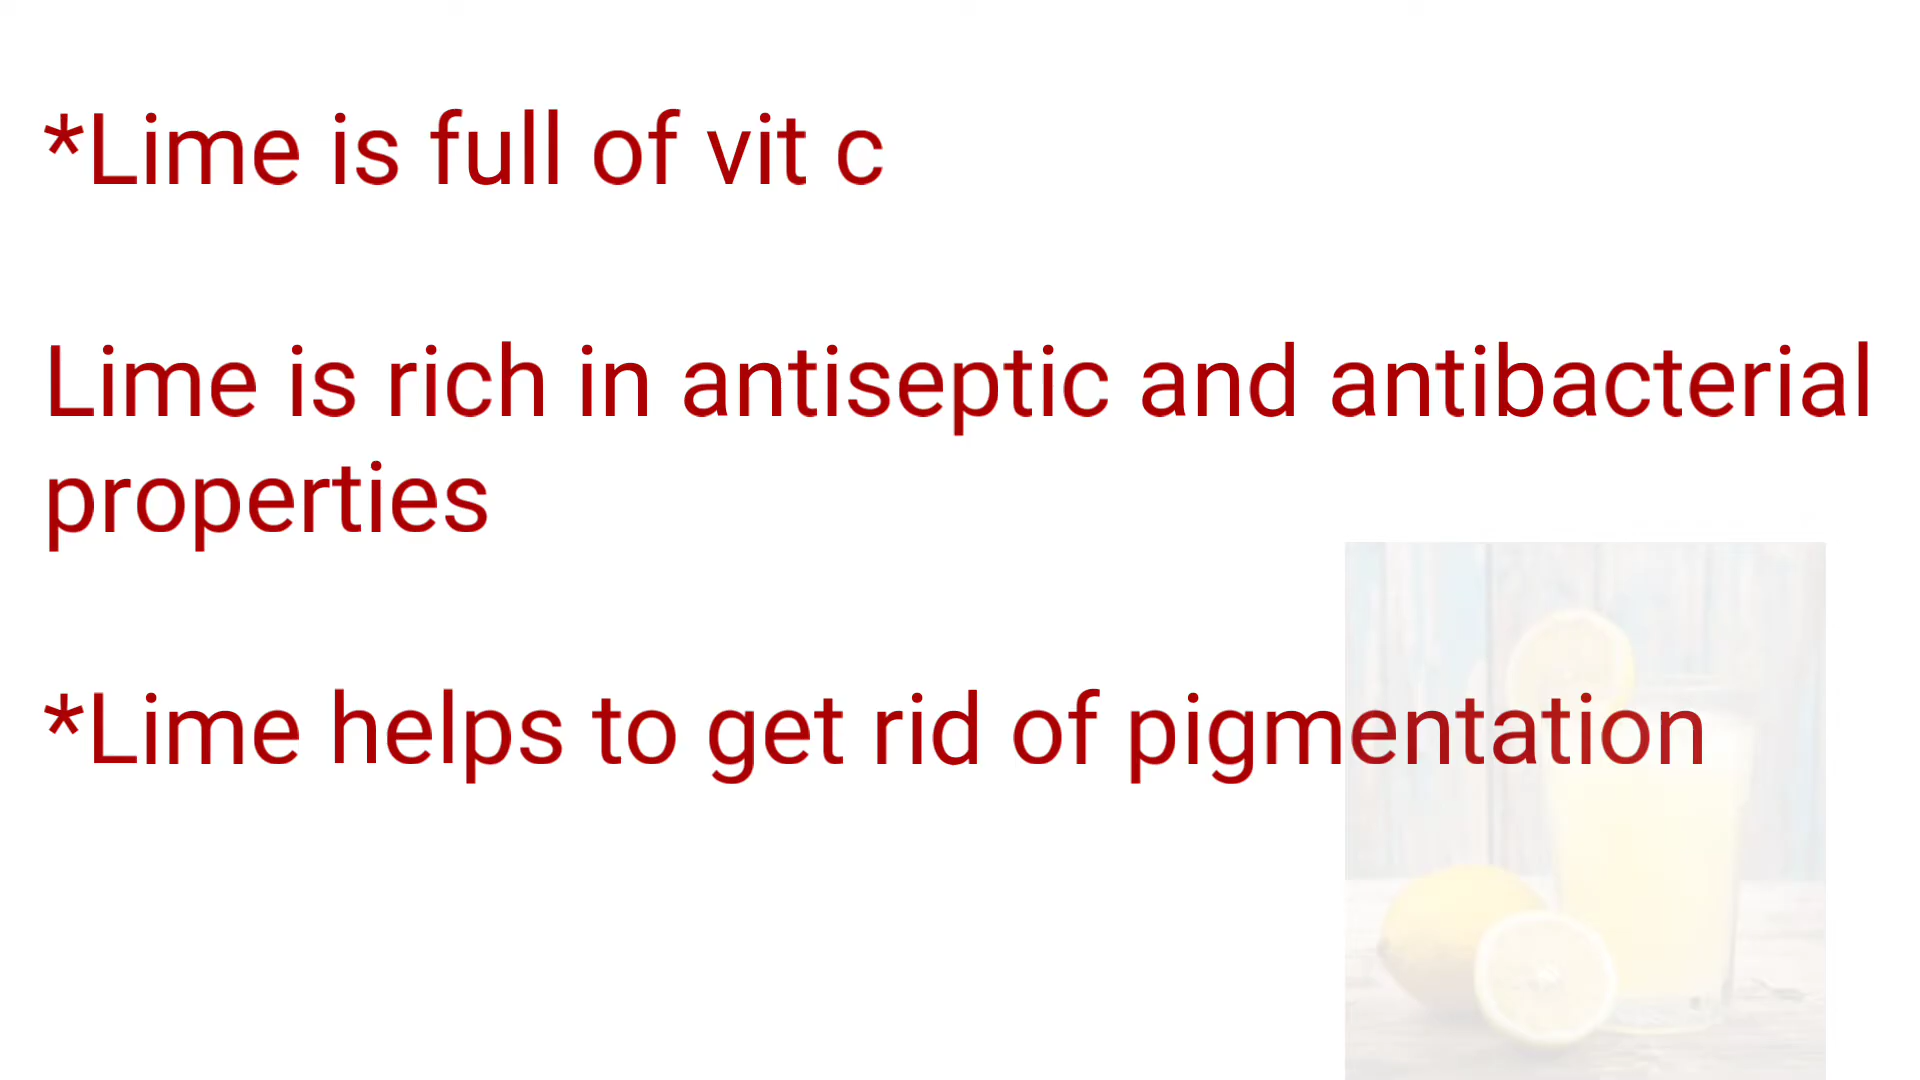 *Lime is full of vit c
Lime is rich in antiseptic and antibacterial
properties
*Lime helps to get rid of pigmentation